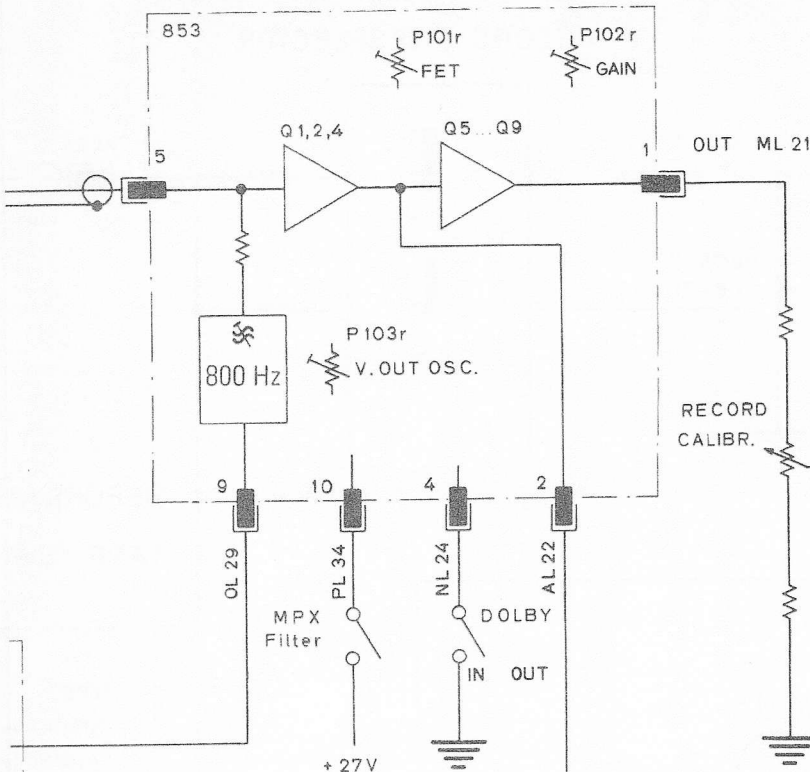 853
P101r
FET
P102r
GAIN
Q1,2,4
Q5...Q9
5
1
OUT ML 21
800 Hz
P103r
V. OUT OSC.
RECORD
CALIBR.
9
10
4
2
OL 29
PL 34
NL 24
AL 22
MPX
Filter
DOLBY
IN OUT
+27V